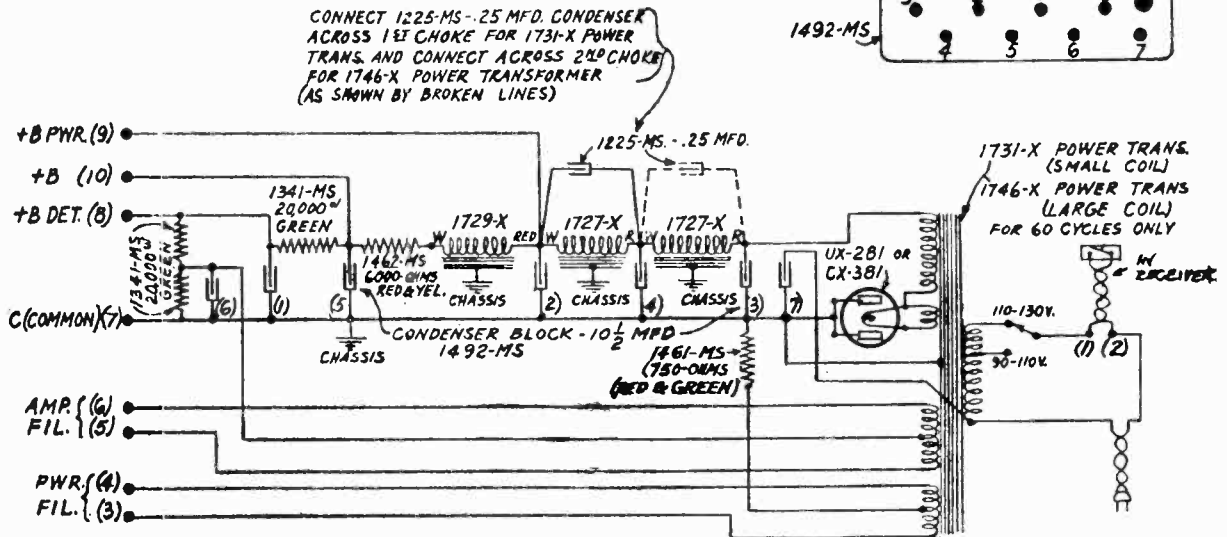 CONNECT 1225-MS-.25 MFD. CONDENSER
ACROSS 1ST CHOKE FOR 1731-X POWER
TRANS. AND CONNECT ACROSS 2ND CHOKE
FOR 1746-X POWER TRANSFORMER
(AS SHOWN BY BROKEN LINES)
1492-MS
4 5 6 7
+B PWR.(9)
+B (10)
+B DET.(8)
C(COMMON)(7)
AMP. (6)
FIL. (5)
PWR. (4)
FIL. (3)
1341-MS
20,000 ω
GREEN
1341-MS
20,000 ω
GREEN
1462-MS
6000-OHMS
RED & YEL.
1729-X
W RED
CHASSIS
1727-X
W R
CHASSIS
1727-X
W R
CHASSIS
1225-MS. -.25 MFD.
(6) (1) (5) 2) (4) (3) 7)
CHASSIS
CONDENSER BLOCK - 10 1/2 MFD
1492-MS
1461-MS
(750-OHMS
(RED & GREEN)
UX-281 OR
CX-381
1731-X POWER TRANS.
(SMALL COIL)
1746-X POWER TRANS
(LARGE COIL)
FOR 60 CYCLES ONLY
IN
RECEIVER
110-130V.
90-110V.
(1) (2)